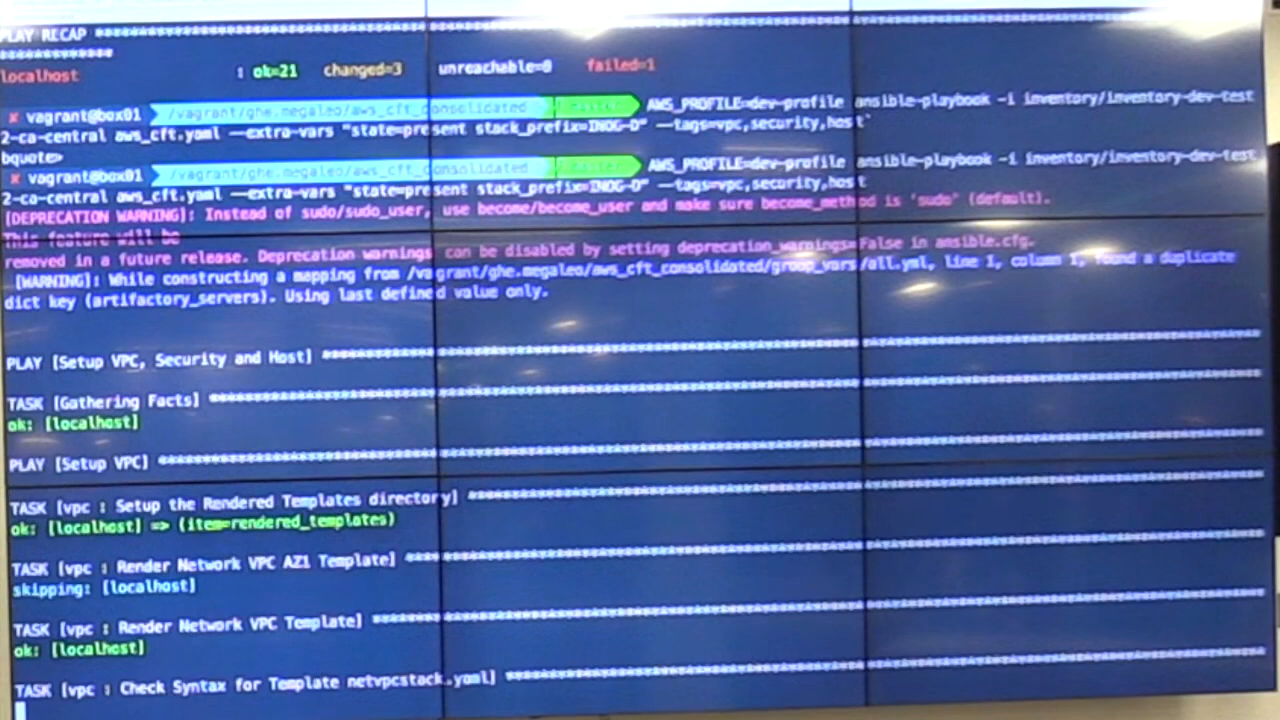 PLAY RECAP ****************************************
*************
localhost : ok=21 changed=3 unreachable=0 failed=1
✘ vagrant@box01 /vagrant/ghe.megaleo/aws_cft_consolidated master AWS_PROFILE=dev-profile ansible-playbook -i inventory/inventory-dev-test
2-ca-central aws_cft.yaml --extra-vars "state=present stack_prefix=INOG-D" --tags=vpc,security,host`
bquote>
✘ vagrant@box01 /vagrant/ghe.megaleo/aws_cft_consolidated master AWS_PROFILE=dev-profile ansible-playbook -i inventory/inventory-dev-test
2-ca-central aws_cft.yaml --extra-vars "state=present stack_prefix=INOG-D" --tags=vpc,security,host
[DEPRECATION WARNING]: Instead of sudo/sudo_user, use become/become_user and make sure become_method is 'sudo' (default).
This feature will be
removed in a future release. Deprecation warnings can be disabled by setting deprecation_warnings=False in ansible.cfg.
[WARNING]: While constructing a mapping from /vagrant/ghe.megaleo/aws_cft_consolidated/group_vars/all.yml, line 1, column 1, found a duplicate
dict key (artifactory_servers). Using last defined value only.
PLAY [Setup VPC, Security and Host] ****************************************
TASK [Gathering Facts] ****************************************
ok: [localhost]
PLAY [Setup VPC] ****************************************
TASK [vpc : Setup the Rendered Templates directory] ****************************************
ok: [localhost] => (item=rendered_templates)
TASK [vpc : Render Network VPC AZ1 Template] ****************************************
skipping: [localhost]
TASK [vpc : Render Network VPC Template] ****************************************
ok: [localhost]
TASK [vpc : Check Syntax for Template netvpcstack.yaml] ****************************************